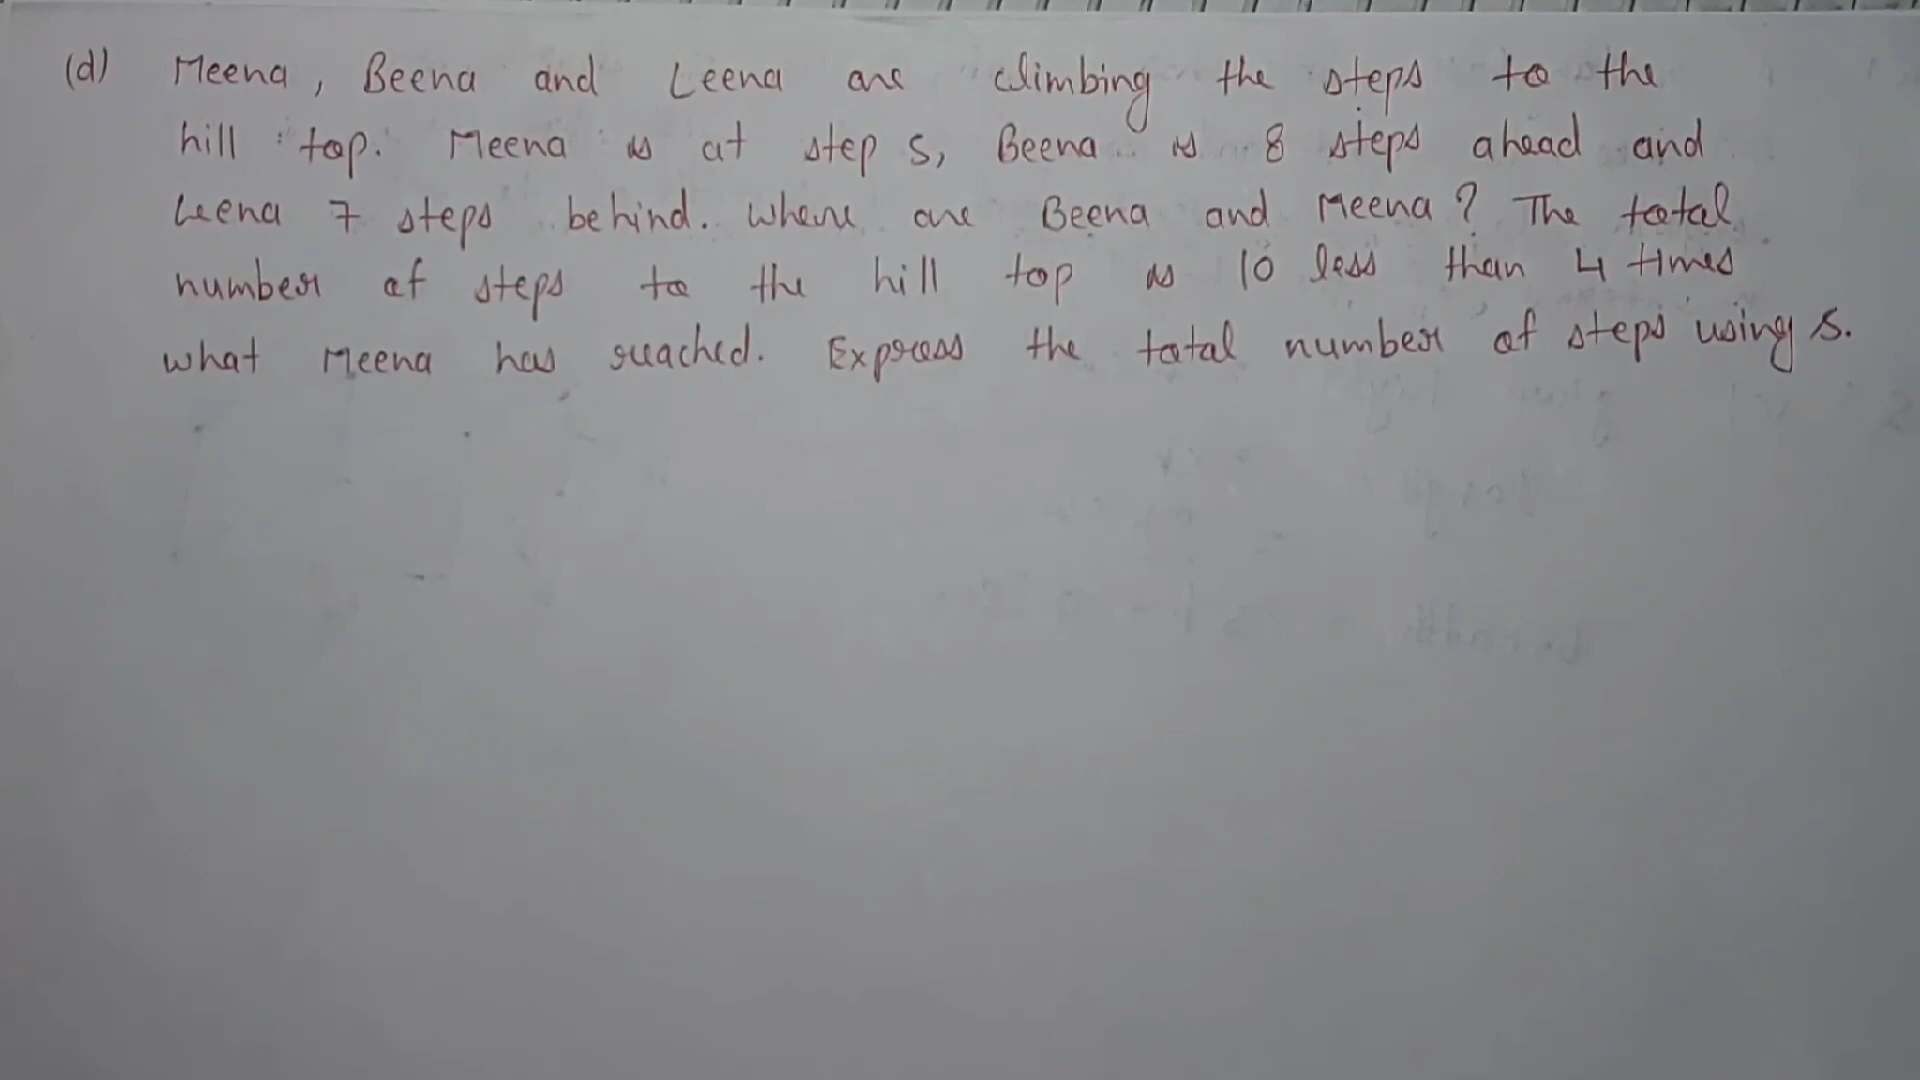 (d) Meena, Beena and Leena are climbing the steps to the
hill top. Meena is at step s, Beena is 8 steps ahead and
Leena 7 steps behind. Where are Beena and Meena? The total
number of steps to the hill top is 10 less than 4 times
what Meena has reached. Express the total number of steps using s.